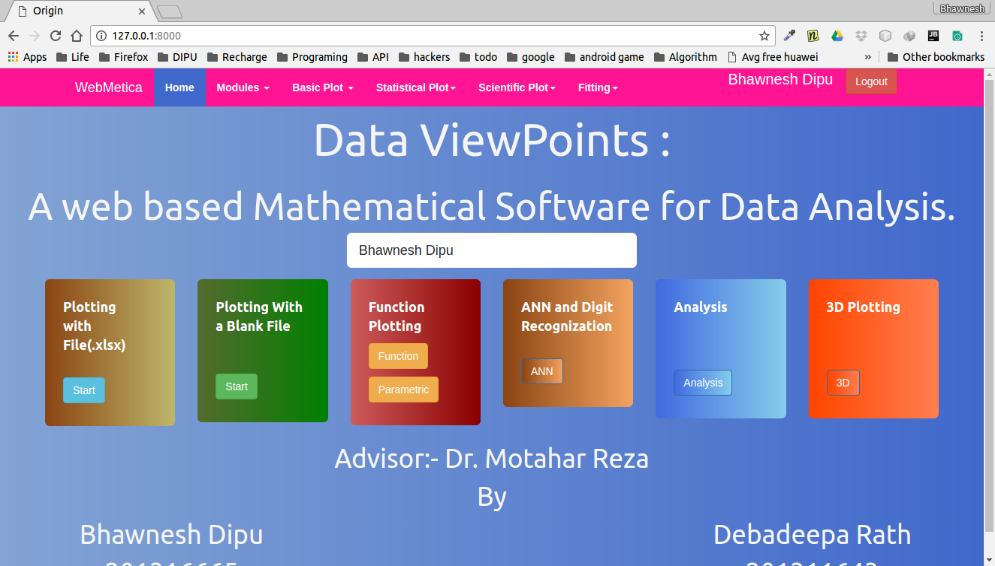 Origin
Bhawnesh
127.0.0.1:8000
Apps Life Firefox DIPU Recharge Programing API hackers todo google android game Algorithm Avg free huawei » Other bookmarks
WebMetica Home Modules Basic Plot Statistical Plot Scientific Plot Fitting Bhawnesh Dipu Logout
Data ViewPoints :
A web based Mathematical Software for Data Analysis.
Bhawnesh Dipu
Plotting
with
File(.xlsx)
Start
Plotting With
a Blank File
Start
Function
Plotting
Function
Parametric
ANN and Digit
Recognization
ANN
Analysis
Analysis
3D Plotting
3D
Advisor:- Dr. Motahar Reza
By
Bhawnesh Dipu Debadeepa Rath